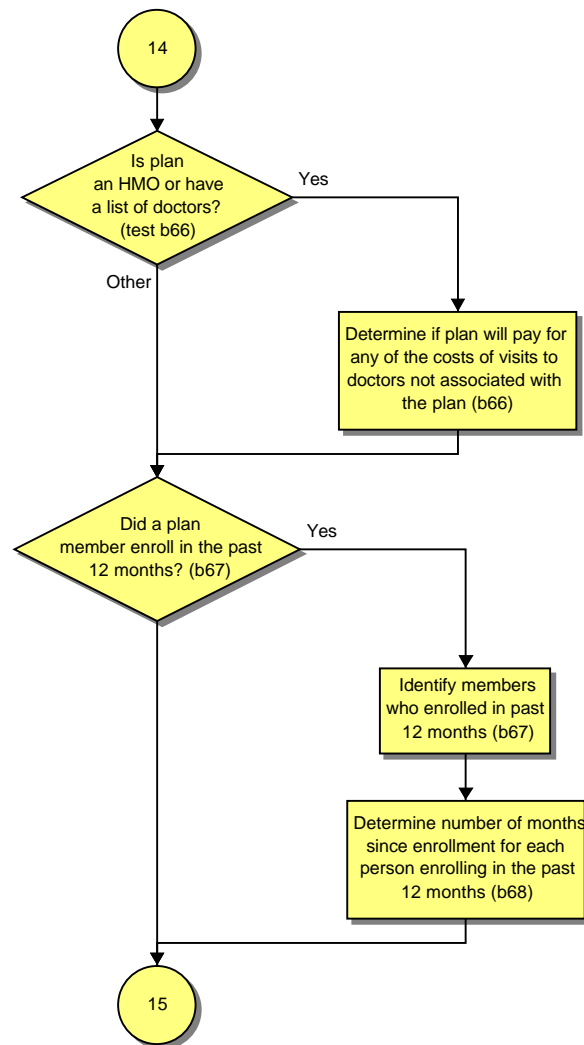 14
Is plan
an HMO or have
a list of doctors?
(test b66)
Yes
Other
Determine if plan will pay for
any of the costs of visits to
doctors not associated with
the plan (b66)
Did a plan
member enroll in the past
12 months? (b67)
Yes
Identify members
who enrolled in past
12 months (b67)
Determine number of months
since enrollment for each
person enrolling in the past
12 months (b68)
15